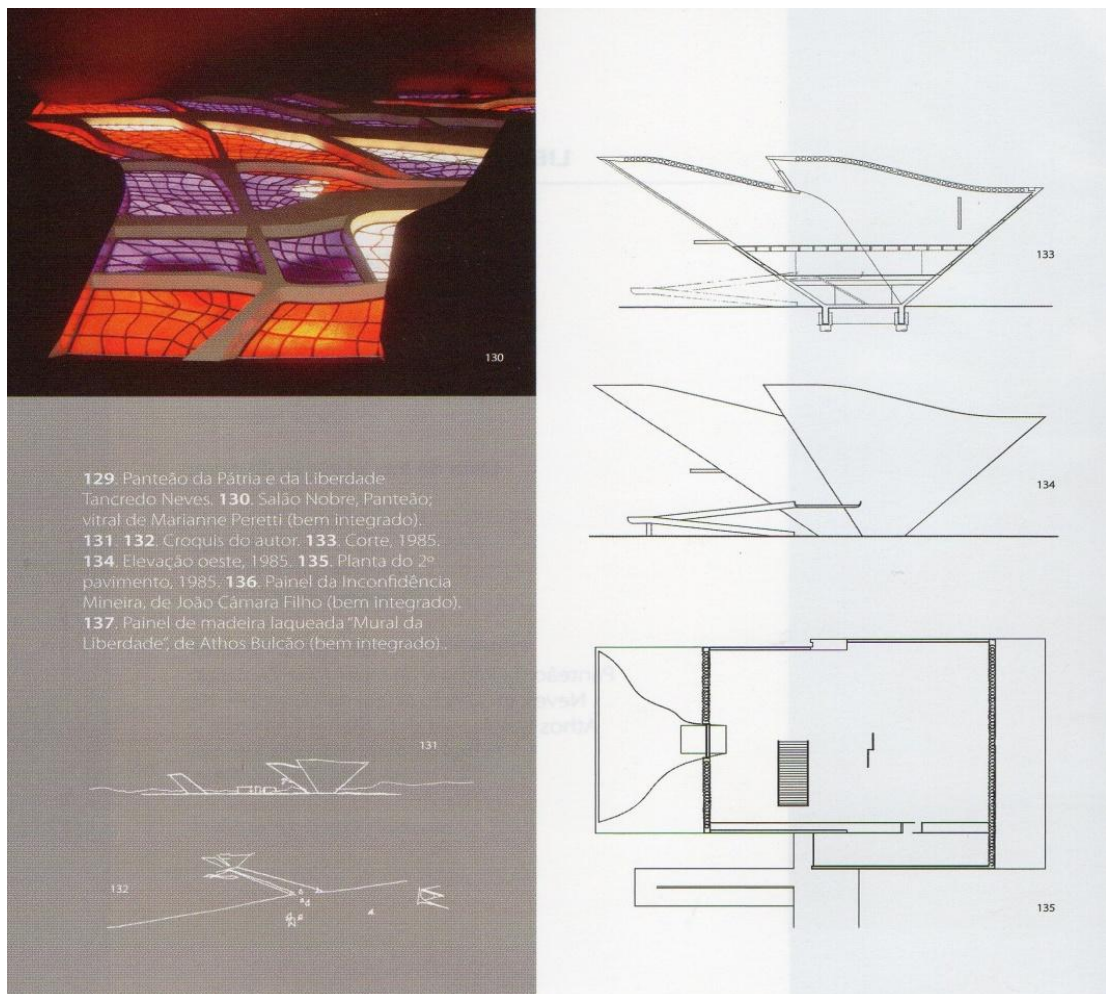 130
129. Panteão da Pátria e da Liberdade
Tancredo Neves. 130. Salão Nobre, Panteão;
vitral de Marianne Peretti (bem integrado).
131. 132. Croquis do autor. 133. Corte, 1985.
134. Elevação oeste, 1985. 135. Planta do 2º
pavimento, 1985. 136. Painel da Inconfidência
Mineira, de João Câmara Filho (bem integrado).
137. Painel de madeira laqueada "Mural da
Liberdade", de Athos Bulcão (bem integrado)..
131
132
133
134
135